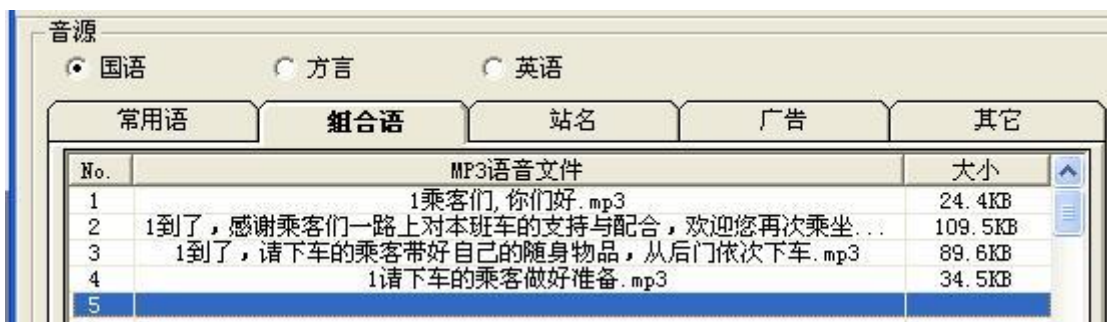 音源
国语 方言 英语
常用语 组合语 站名 广告 其它
No. MP3语音文件 大小
1 1乘客们,你们好.mp3 24.4KB
2 1到了，感谢乘客们一路上对本班车的支持与配合，欢迎您再次乘坐... 109.5KB
3 1到了，请下车的乘客带好自己的随身物品，从后门依次下车.mp3 89.6KB
4 1请下车的乘客做好准备.mp3 34.5KB
5